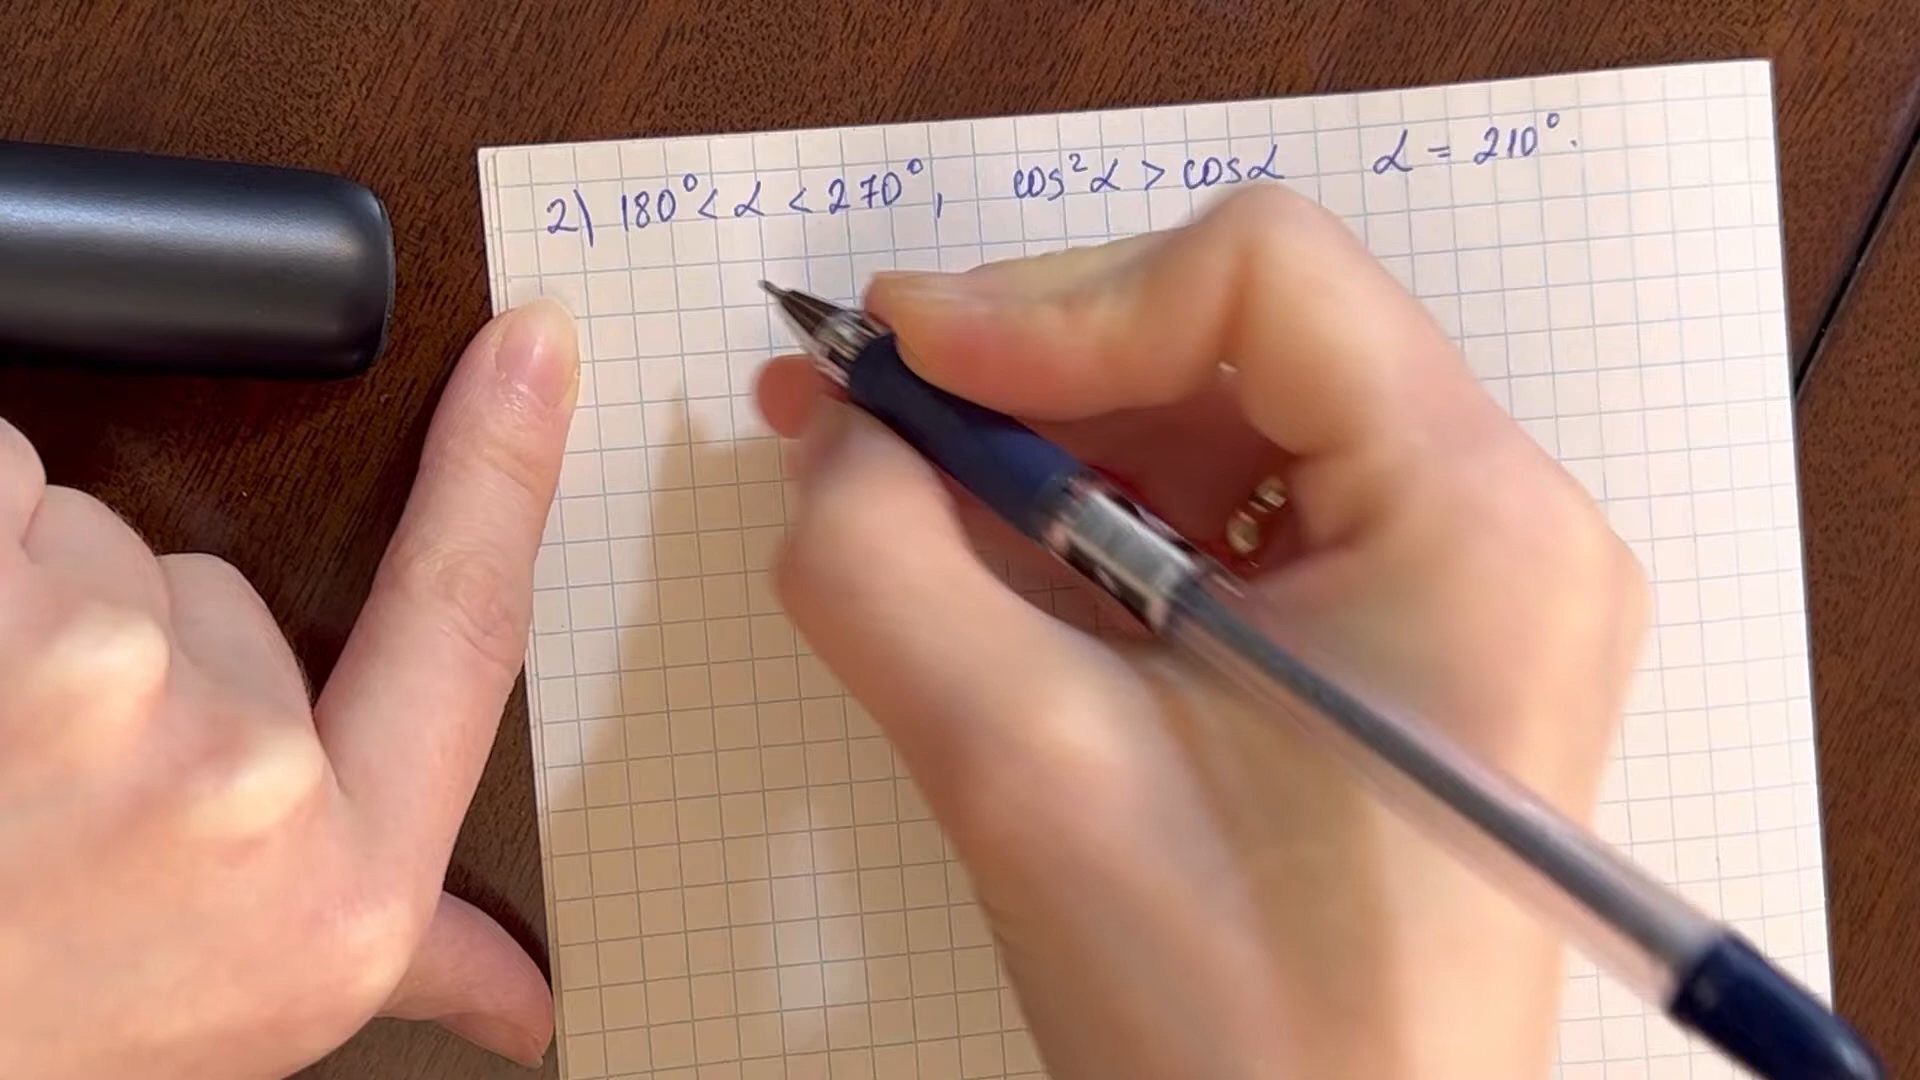 2) 180° < α < 270°, cos²α > cosα α = 210°.